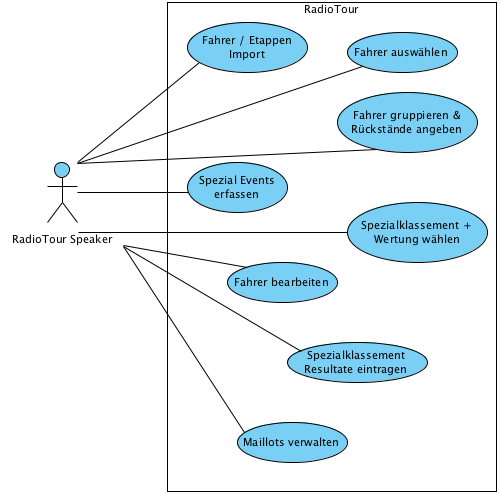 RadioTour
Fahrer / Etappen
Import
Fahrer auswählen
Fahrer gruppieren &
Rückstände angeben
Spezial Events
erfassen
RadioTour Speaker
Spezialklassement +
Wertung wählen
Fahrer bearbeiten
Spezialklassement
Resultate eintragen
Maillots verwalten